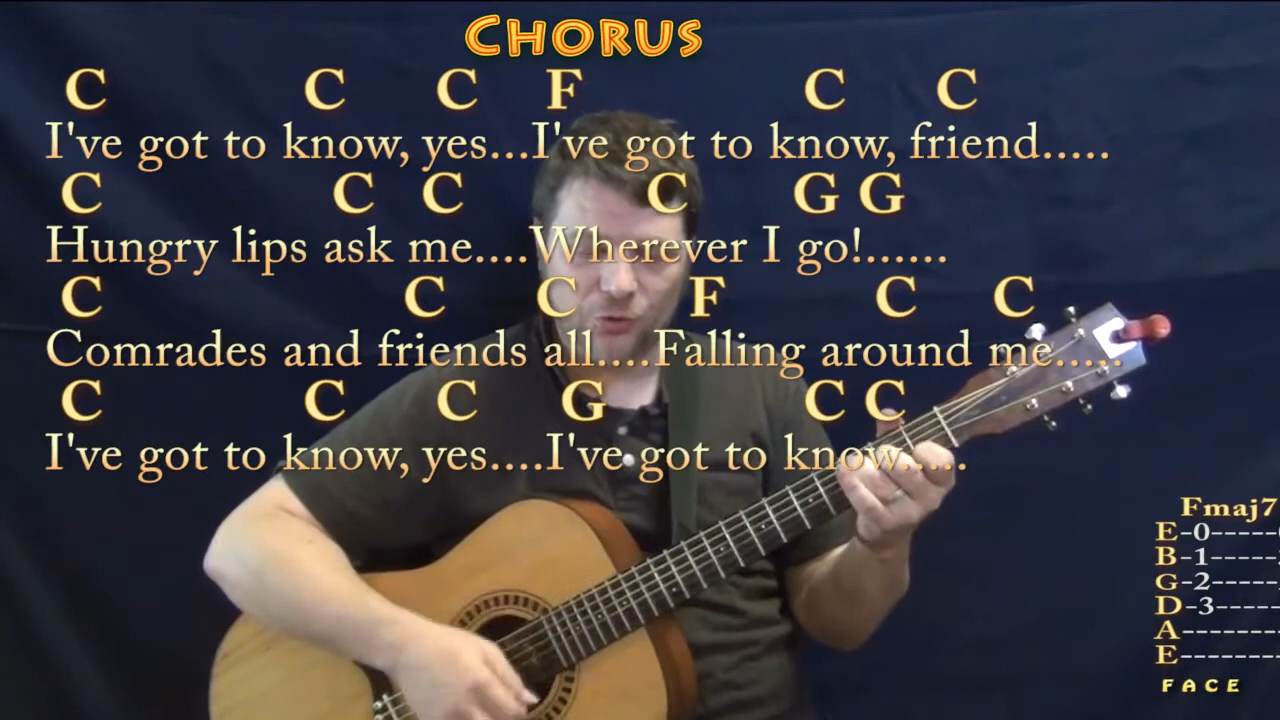 CHORUS
C C C F C C
I've got to know, yes...I've got to know, friend.....
C C C C G G
Hungry lips ask me....Wherever I go!......
C C C F C C
Comrades and friends all....Falling around me.....
C C C G C C
I've got to know, yes....I've got to know.....
Fmaj7
E-0-----
B-1-----
G-2-----
D-3-----
A--------
E--------
F A C E